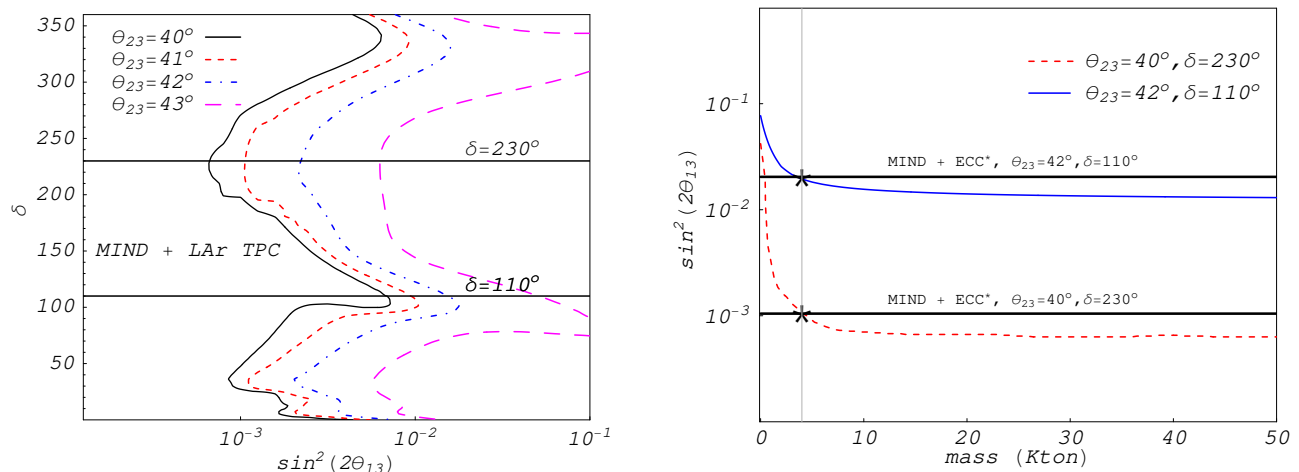 θ₂₃=40°
θ₂₃=41°
θ₂₃=42°
θ₂₃=43°
350
300
250
200
150
100
50
δ
δ=230°
MIND + LAr TPC
δ=110°
10⁻³
10⁻²
10⁻¹
sin²(2θ₁₃)
θ₂₃=40°,δ=230°
θ₂₃=42°,δ=110°
10⁻¹
10⁻²
10⁻³
sin²(2θ₁₃)
MIND + ECC*, θ₂₃=42°,δ=110°
MIND + ECC*, θ₂₃=40°,δ=230°
0
10
20
30
40
50
mass (Kton)